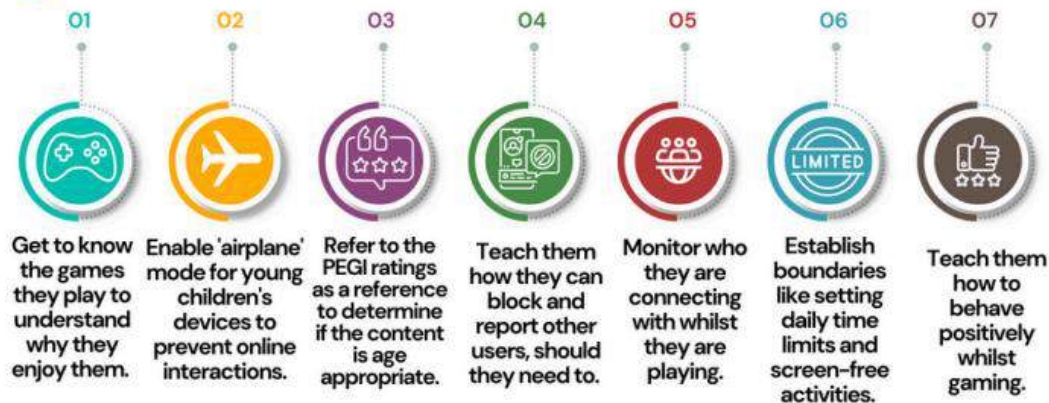 01
02
03
04
05
06
07
LIMITED
Get to know
the games
they play to
understand
why they
enjoy them.
Enable 'airplane'
mode for young
children's
devices to
prevent online
interactions.
Refer to the
PEGI ratings
as a reference
to determine
if the content
is age
appropriate.
Teach them
how they can
block and
report other
users, should
they need to.
Monitor who
they are
connecting
with whilst
they are
playing.
Establish
boundaries
like setting
daily time
limits and
screen-free
activities.
Teach them
how to
behave
positively
whilst
gaming.